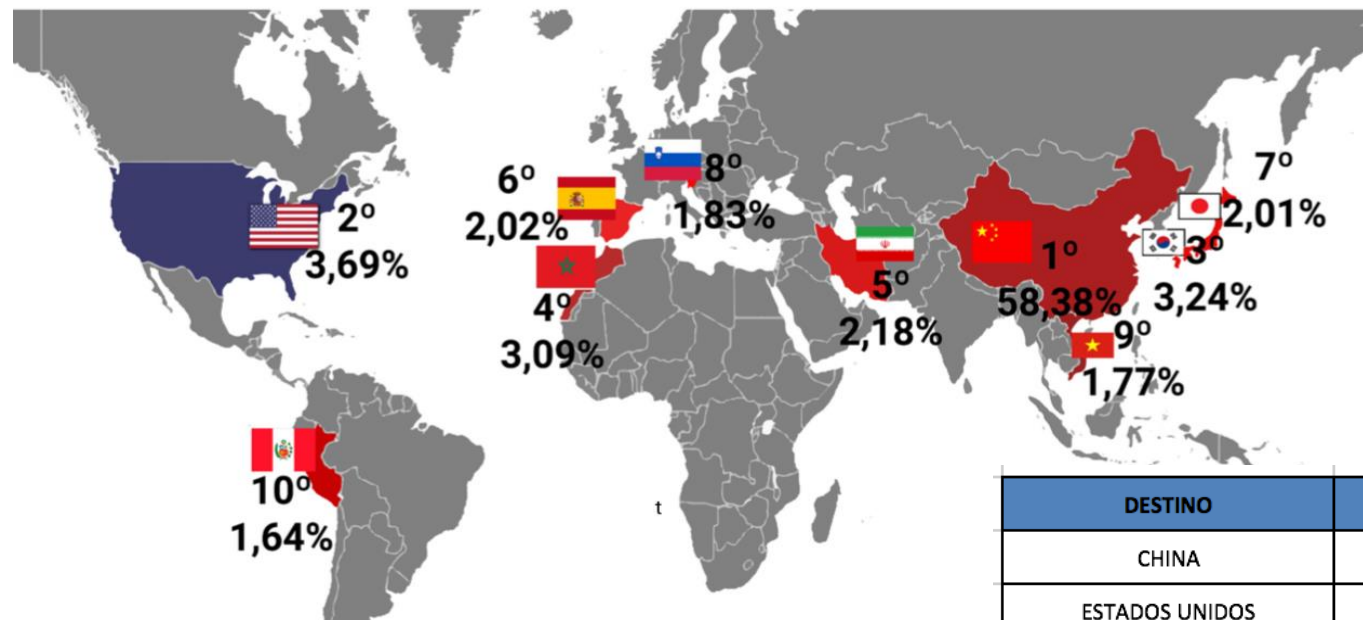 2º
3,69%
6º
2,02%
8º
1,83%
4º
3,09%
5º
2,18%
1º
58,38%
7º
2,01%
3º
3,24%
9º
1,77%
10º
1,64%
t
DESTINO
CHINA
ESTADOS UNIDOS